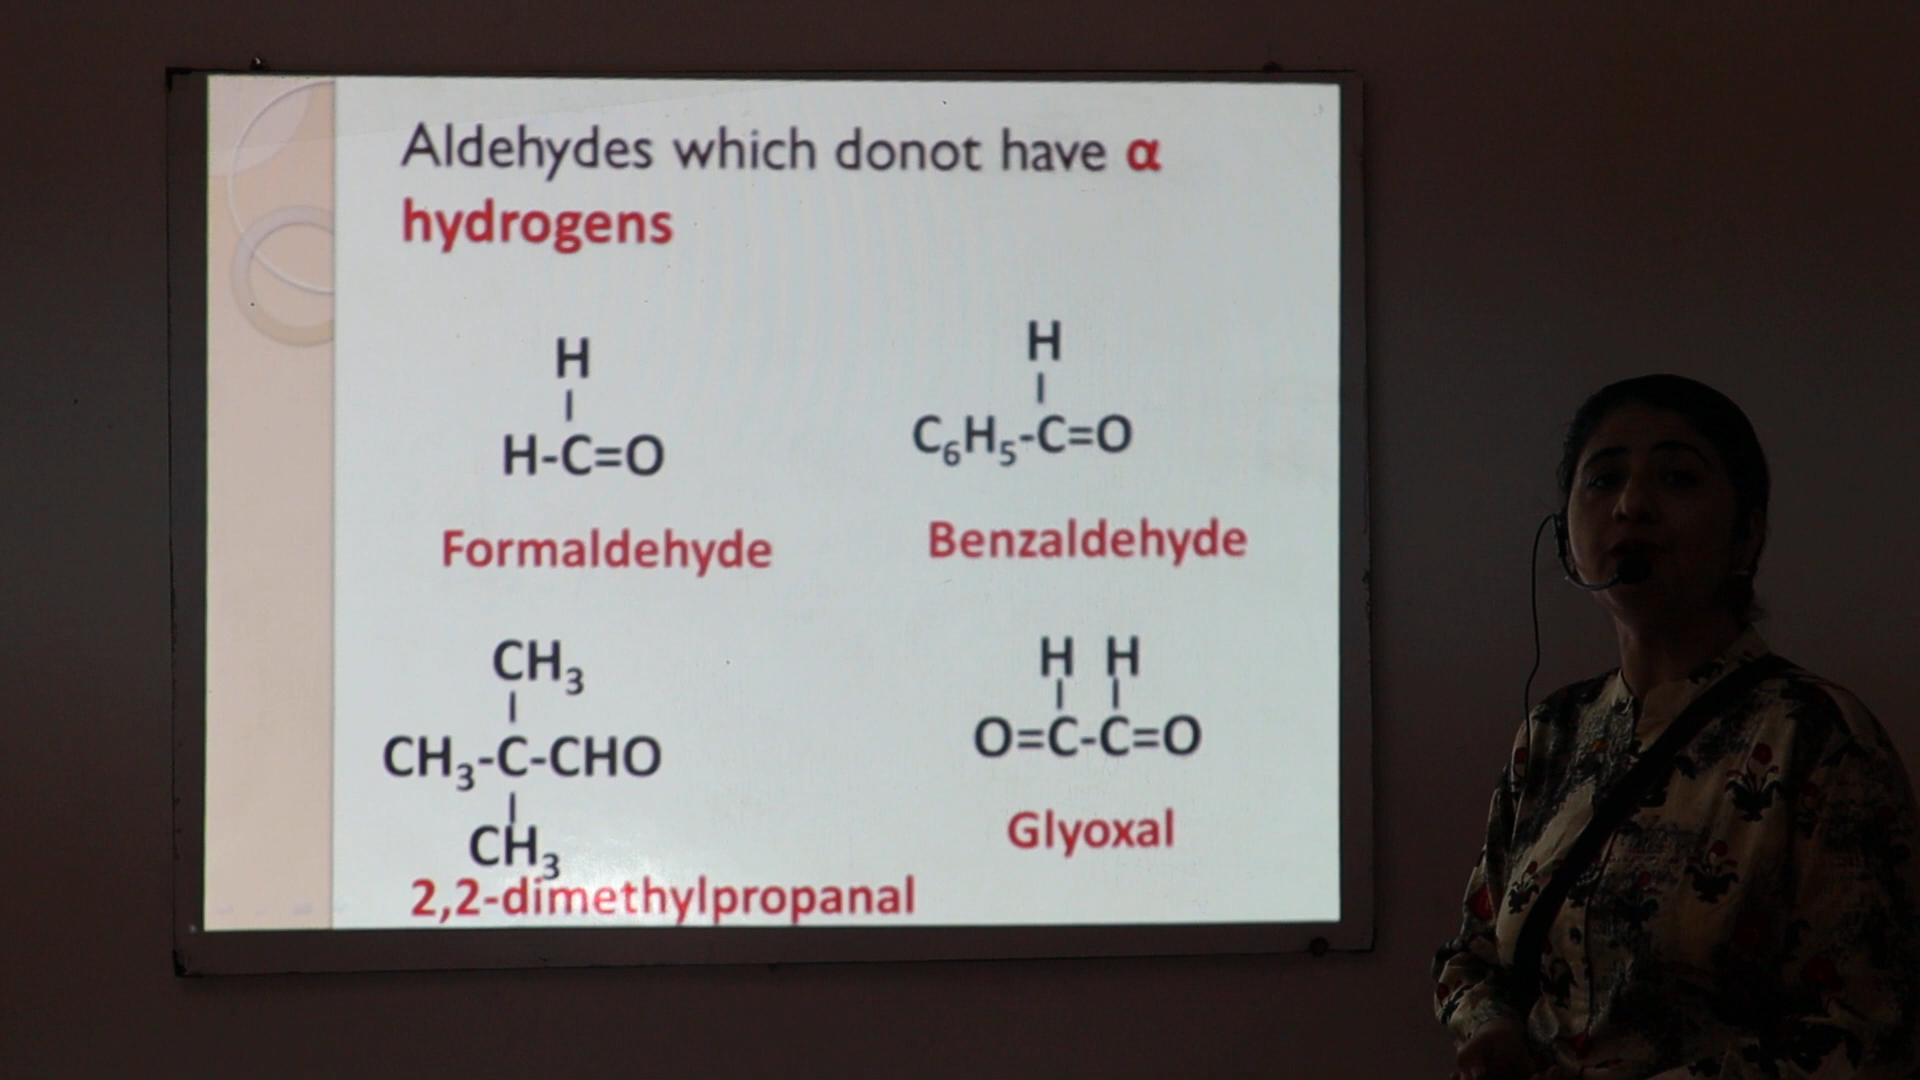 Aldehydes which donot have α
hydrogens
H
H-C=O
Formaldehyde
H
C₆H₅-C=O
Benzaldehyde
CH₃
CH₃-C-CHO
CH₃
2,2-dimethylpropanal
H H
O=C-C=O
Glyoxal